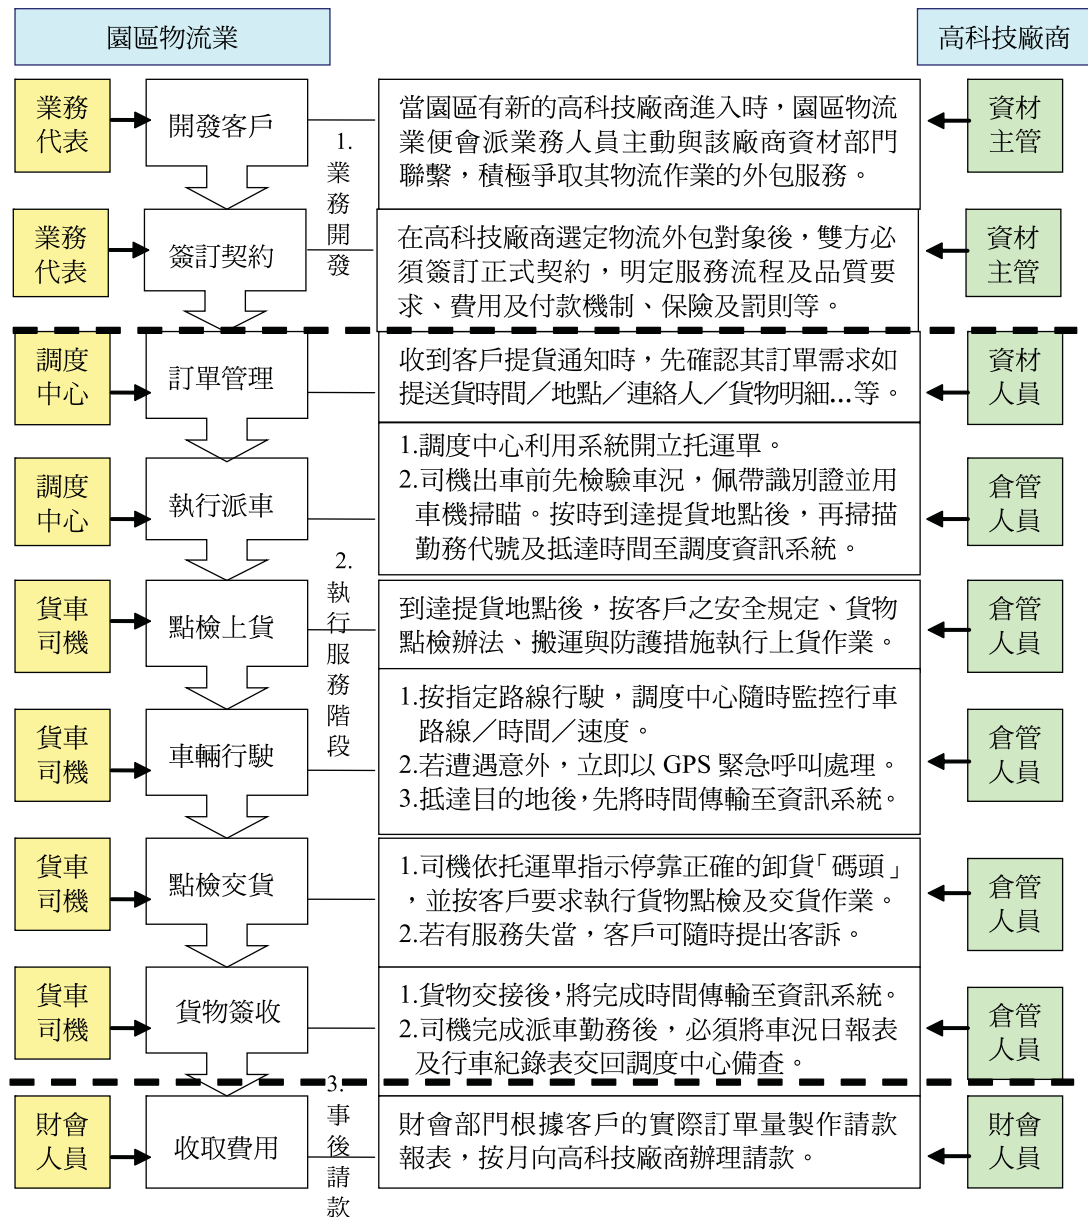 園區物流業
高科技廠商
業務
代表
開發客戶
1.
業
務
開
發
當園區有新的高科技廠商進入時，園區物流
業便會派業務人員主動與該廠商資材部門
聯繫，積極爭取其物流作業的外包服務。
資材
主管
業務
代表
簽訂契約
在高科技廠商選定物流外包對象後，雙方必
須簽訂正式契約，明定服務流程及品質要
求、費用及付款機制、保險及罰則等。
資材
主管
調度
中心
訂單管理
收到客戶提貨通知時，先確認其訂單需求如
提送貨時間／地點／連絡人／貨物明細...等。
資材
人員
調度
中心
執行派車
1.調度中心利用系統開立托運單。
2.司機出車前先檢驗車況，佩帶識別證並用
車機掃瞄。按時到達提貨地點後，再掃描
勤務代號及抵達時間至調度資訊系統。
倉管
人員
2.
執
行
服
務
階
段
貨車
司機
點檢上貨
到達提貨地點後，按客戶之安全規定、貨物
點檢辦法、搬運與防護措施執行上貨作業。
倉管
人員
貨車
司機
車輛行駛
1.按指定路線行駛，調度中心隨時監控行車
路線／時間／速度。
2.若遭遇意外，立即以 GPS 緊急呼叫處理。
3.抵達目的地後，先將時間傳輸至資訊系統。
倉管
人員
貨車
司機
點檢交貨
1.司機依托運單指示停靠正確的卸貨「碼頭」
，並按客戶要求執行貨物點檢及交貨作業。
2.若有服務失當，客戶可隨時提出客訴。
倉管
人員
貨車
司機
貨物簽收
1.貨物交接後，將完成時間傳輸至資訊系統。
2.司機完成派車勤務後，必須將車況日報表
及行車紀錄表交回調度中心備查。
倉管
人員
財會
人員
收取費用
3.
事
後
請
款
財會部門根據客戶的實際訂單量製作請款
報表，按月向高科技廠商辦理請款。
財會
人員